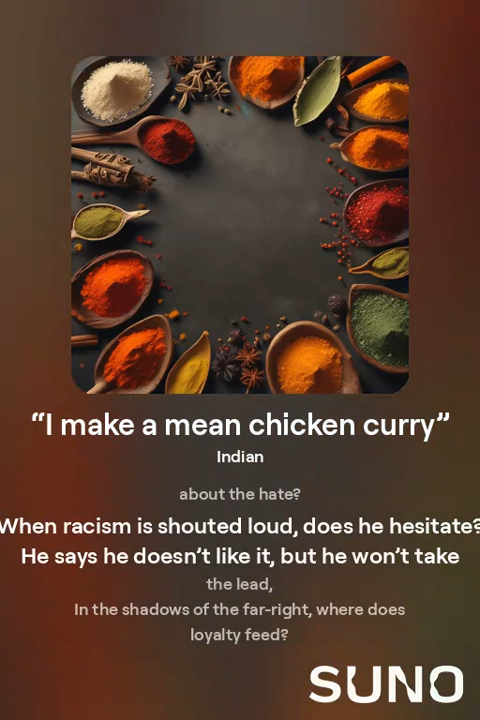 “I make a mean chicken curry”
Indian
about the hate?
When racism is shouted loud, does he hesitate?
He says he doesn’t like it, but he won’t take
the lead,
In the shadows of the far-right, where does
loyalty feed?
SUNO